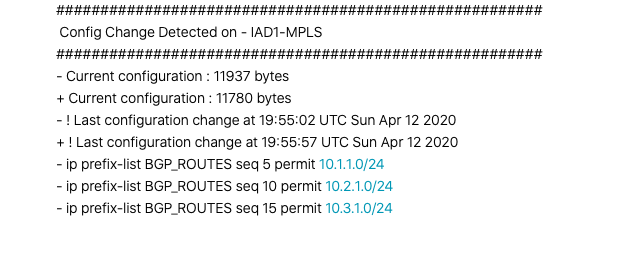 #######################################################
Config Change Detected on - IAD1-MPLS
#######################################################
- Current configuration : 11937 bytes
+ Current configuration : 11780 bytes
- ! Last configuration change at 19:55:02 UTC Sun Apr 12 2020
+ ! Last configuration change at 19:55:57 UTC Sun Apr 12 2020
- ip prefix-list BGP_ROUTES seq 5 permit 10.1.1.0/24
- ip prefix-list BGP_ROUTES seq 10 permit 10.2.1.0/24
- ip prefix-list BGP_ROUTES seq 15 permit 10.3.1.0/24